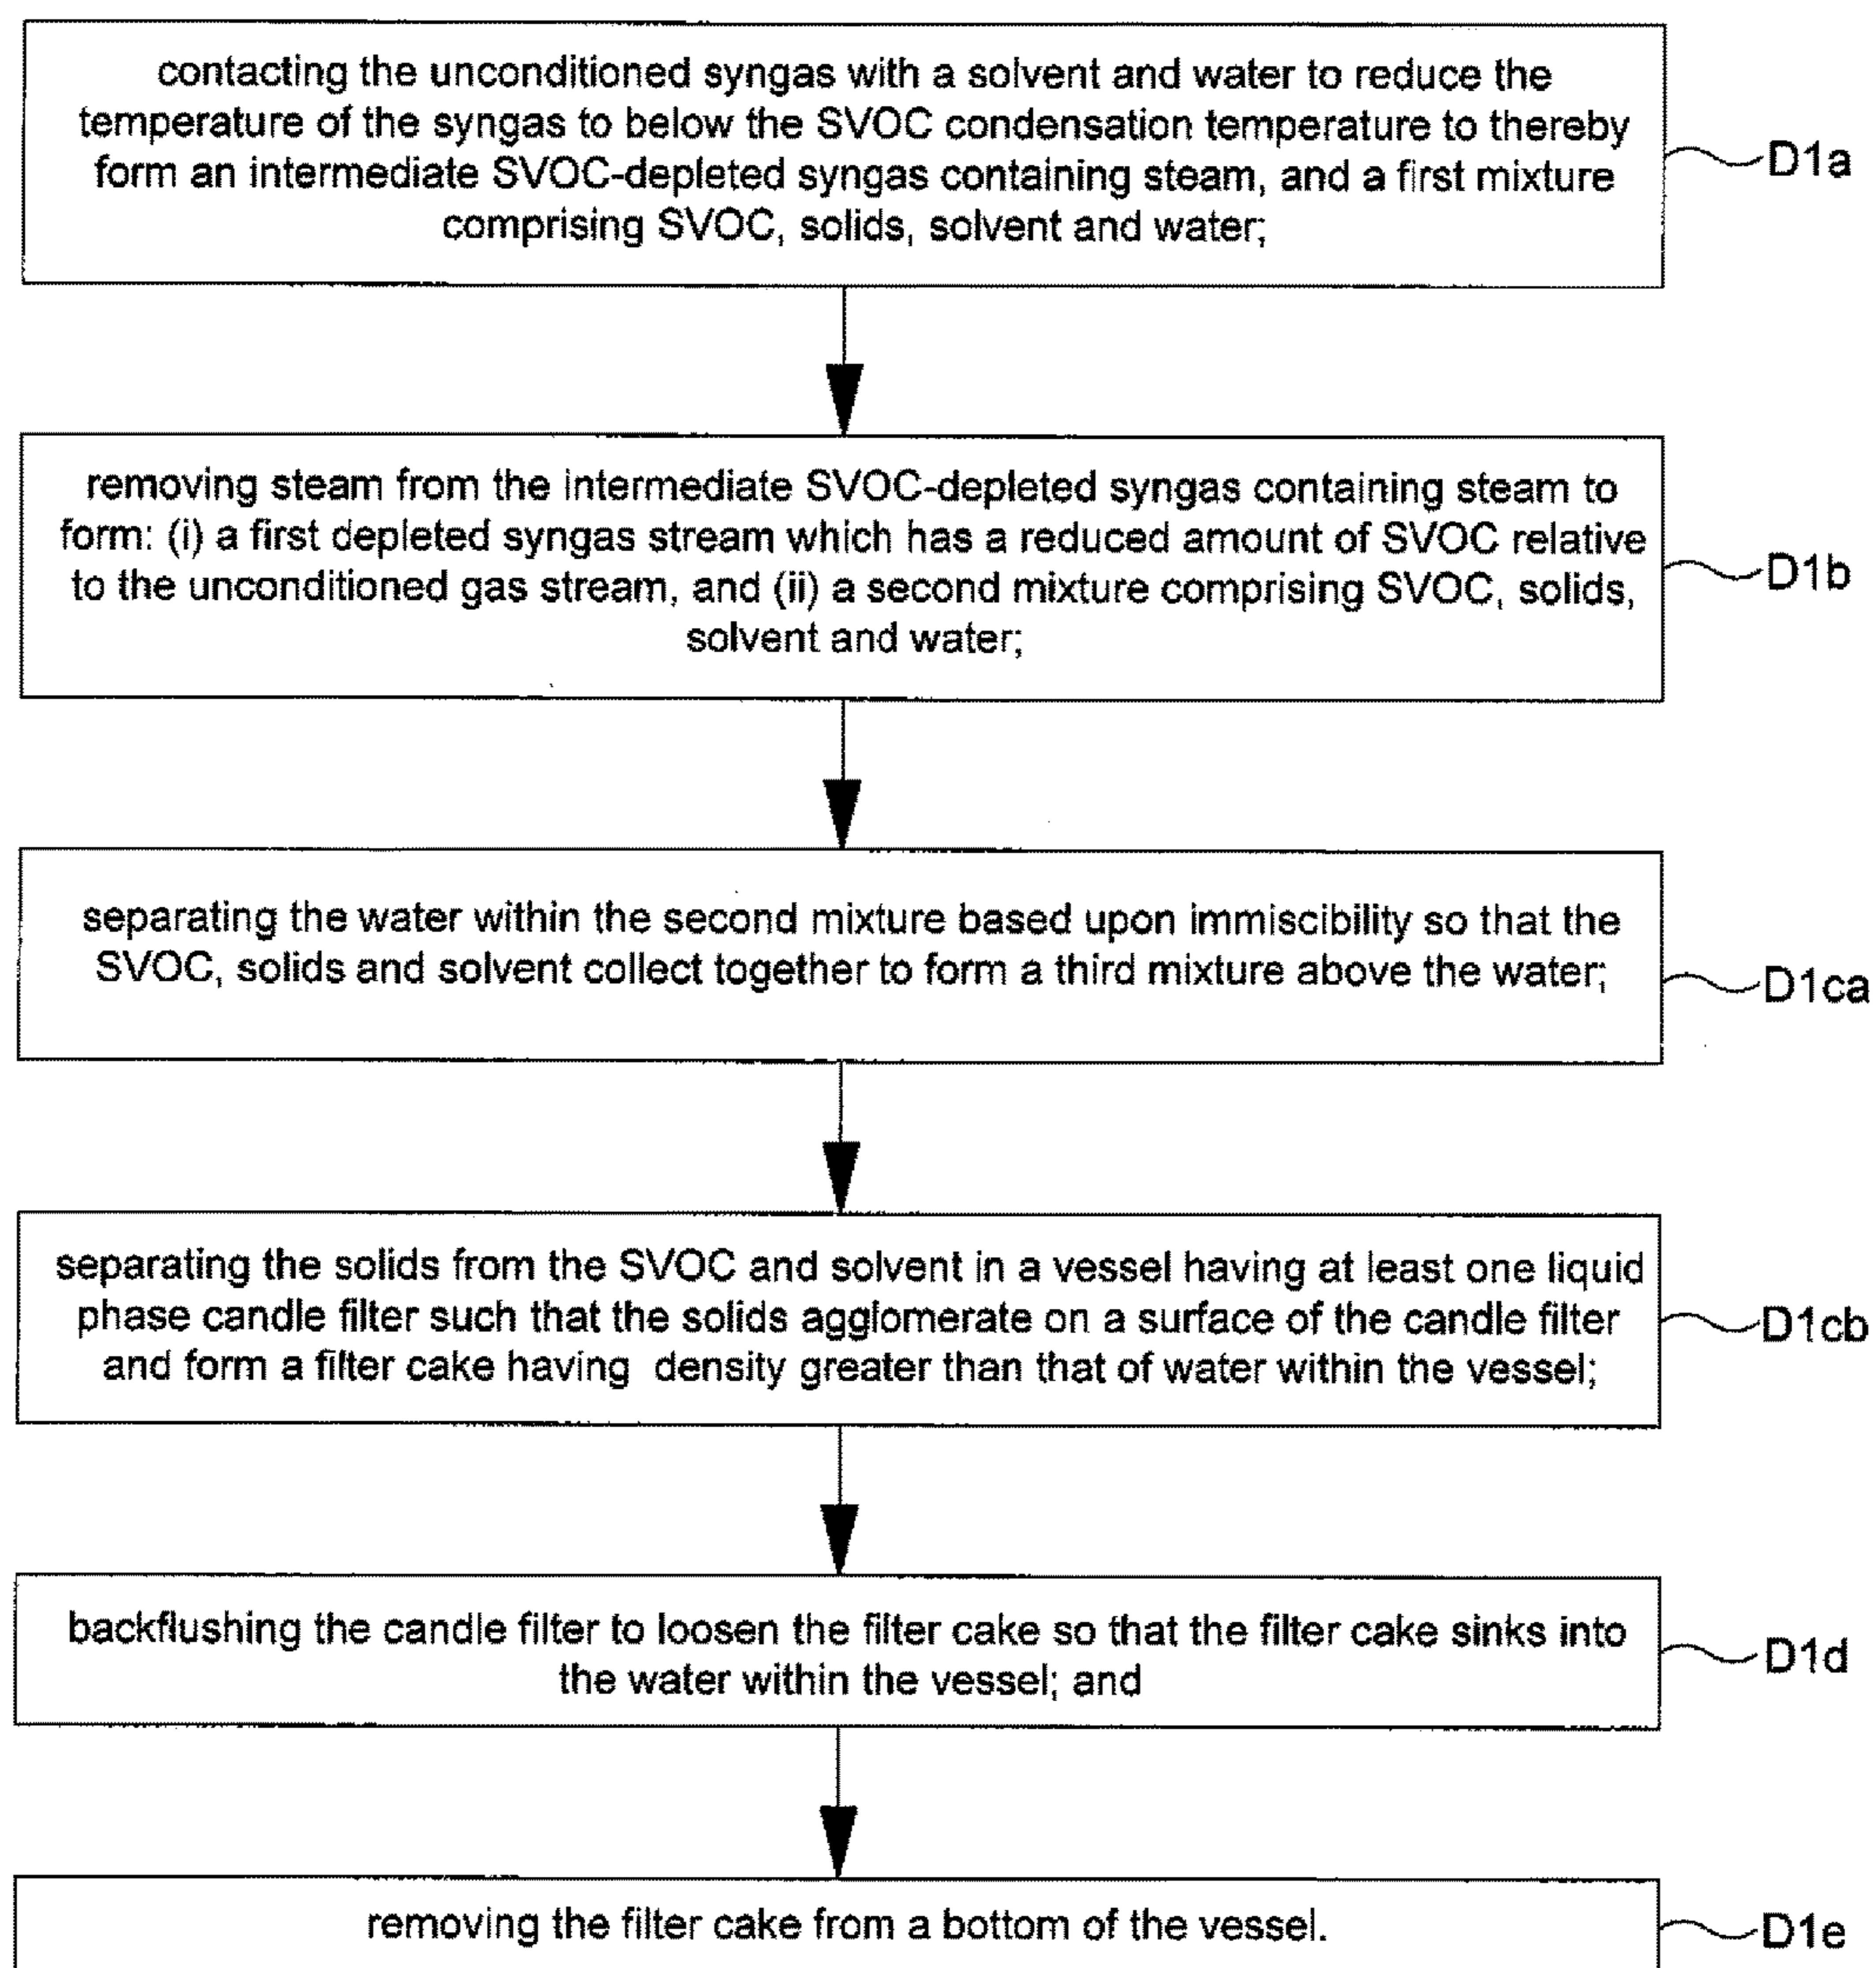 contacting the unconditioned syngas with a solvent and water to reduce the
temperature of the syngas to below the SVOC condensation temperature to thereby
form an intermediate SVOC-depleted syngas containing steam, and a first mixture
comprising SVOC, solids, solvent and water;
D1a
removing steam from the intermediate SVOC-depleted syngas containing steam to
form: (i) a first depleted syngas stream which has a reduced amount of SVOC relative
to the unconditioned gas stream, and (ii) a second mixture comprising SVOC, solids,
solvent and water;
D1b
separating the water within the second mixture based upon immiscibility so that the
SVOC, solids and solvent collect together to form a third mixture above the water;
D1ca
separating the solids from the SVOC and solvent in a vessel having at least one liquid
phase candle filter such that the solids agglomerate on a surface of the candle filter
and form a filter cake having density greater than that of water within the vessel;
D1cb
backflushing the candle filter to loosen the filter cake so that the filter cake sinks into
the water within the vessel; and
D1d
removing the filter cake from a bottom of the vessel.
D1e